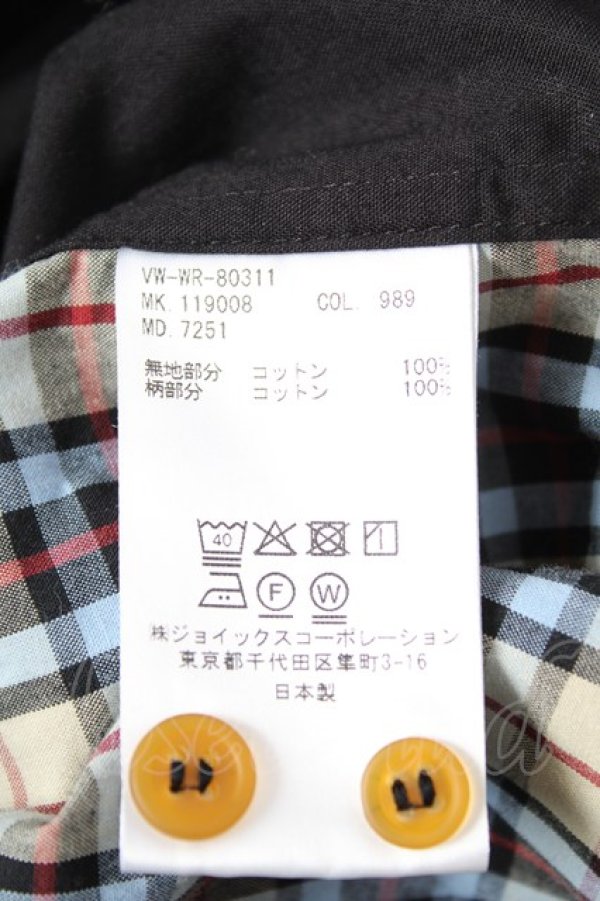 VW-WR-80311
MK. 119008 COL. 989
MD. 7251
無地部分 コットン 100%
柄部分 コットン 100%
40
F W
株ジョイックスコーポレーション
東京都千代田区隼町3-16
日本製